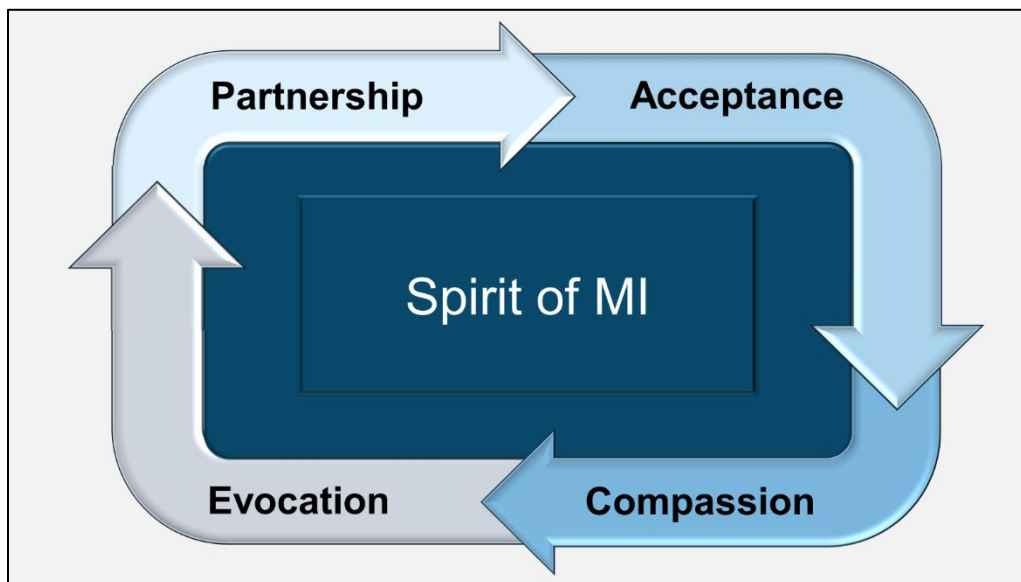 Partnership
Acceptance
Spirit of MI
Evocation
Compassion